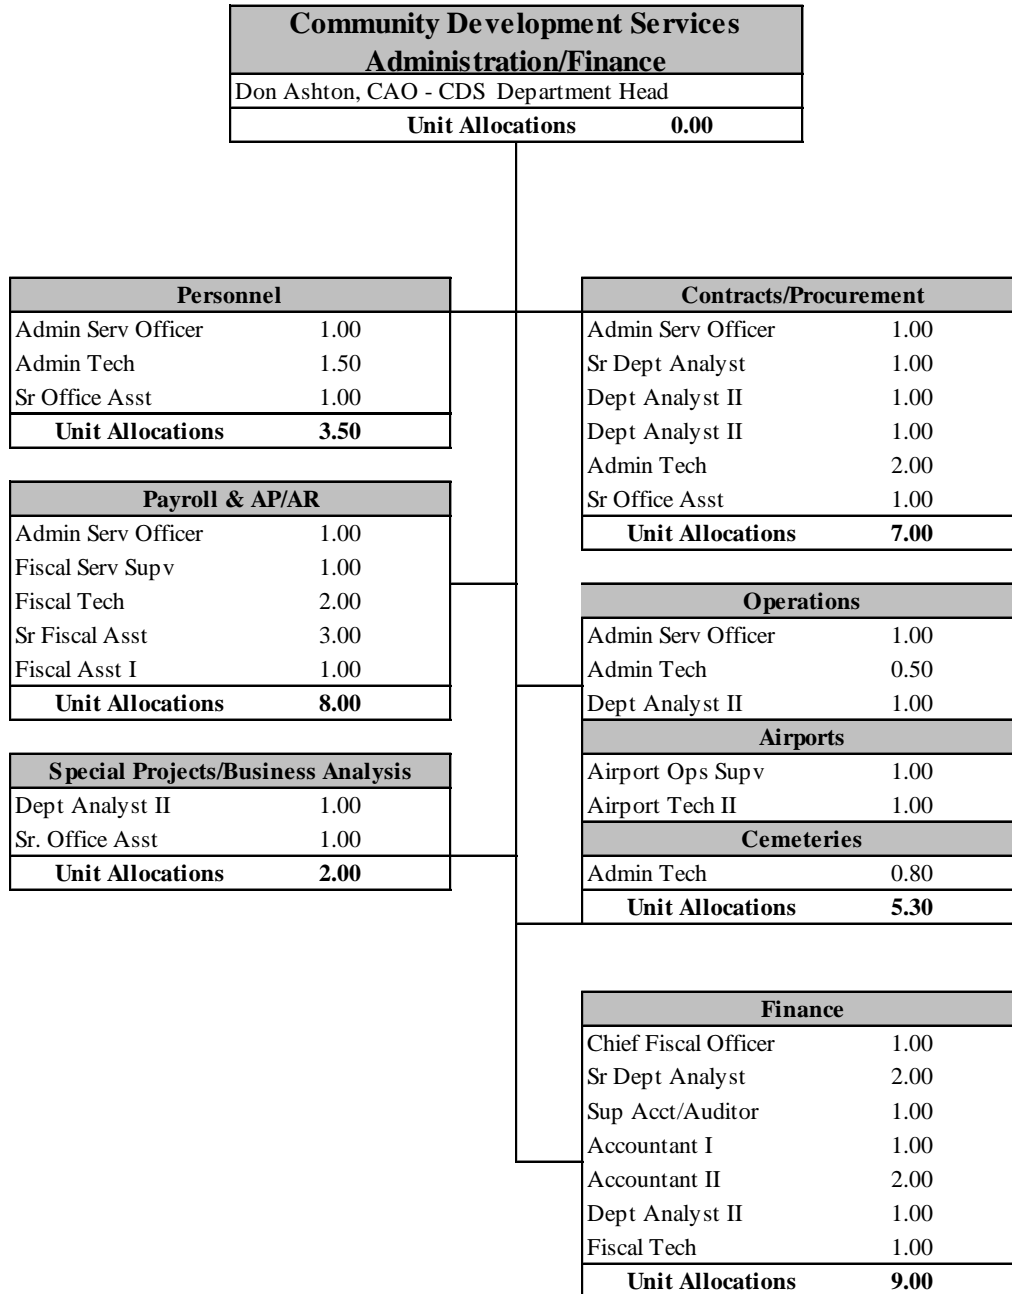 Community Development Services
Administration/Finance
Don Ashton, CAO - CDS Department Head
Unit Allocations 0.00
Personnel
Admin Serv Officer 1.00
Admin Tech 1.50
Sr Office Asst 1.00
Unit Allocations 3.50
Payroll & AP/AR
Admin Serv Officer 1.00
Fiscal Serv Supv 1.00
Fiscal Tech 2.00
Sr Fiscal Asst 3.00
Fiscal Asst I 1.00
Unit Allocations 8.00
Special Projects/Business Analysis
Dept Analyst II 1.00
Sr. Office Asst 1.00
Unit Allocations 2.00
Contracts/Procurement
Admin Serv Officer 1.00
Sr Dept Analyst 1.00
Dept Analyst II 1.00
Dept Analyst II 1.00
Admin Tech 2.00
Sr Office Asst 1.00
Unit Allocations 7.00
Operations
Admin Serv Officer 1.00
Admin Tech 0.50
Dept Analyst II 1.00
Airports
Airport Ops Supv 1.00
Airport Tech II 1.00
Cemeteries
Admin Tech 0.80
Unit Allocations 5.30
Finance
Chief Fiscal Officer 1.00
Sr Dept Analyst 2.00
Sup Acct/Auditor 1.00
Accountant I 1.00
Accountant II 2.00
Dept Analyst II 1.00
Fiscal Tech 1.00
Unit Allocations 9.00